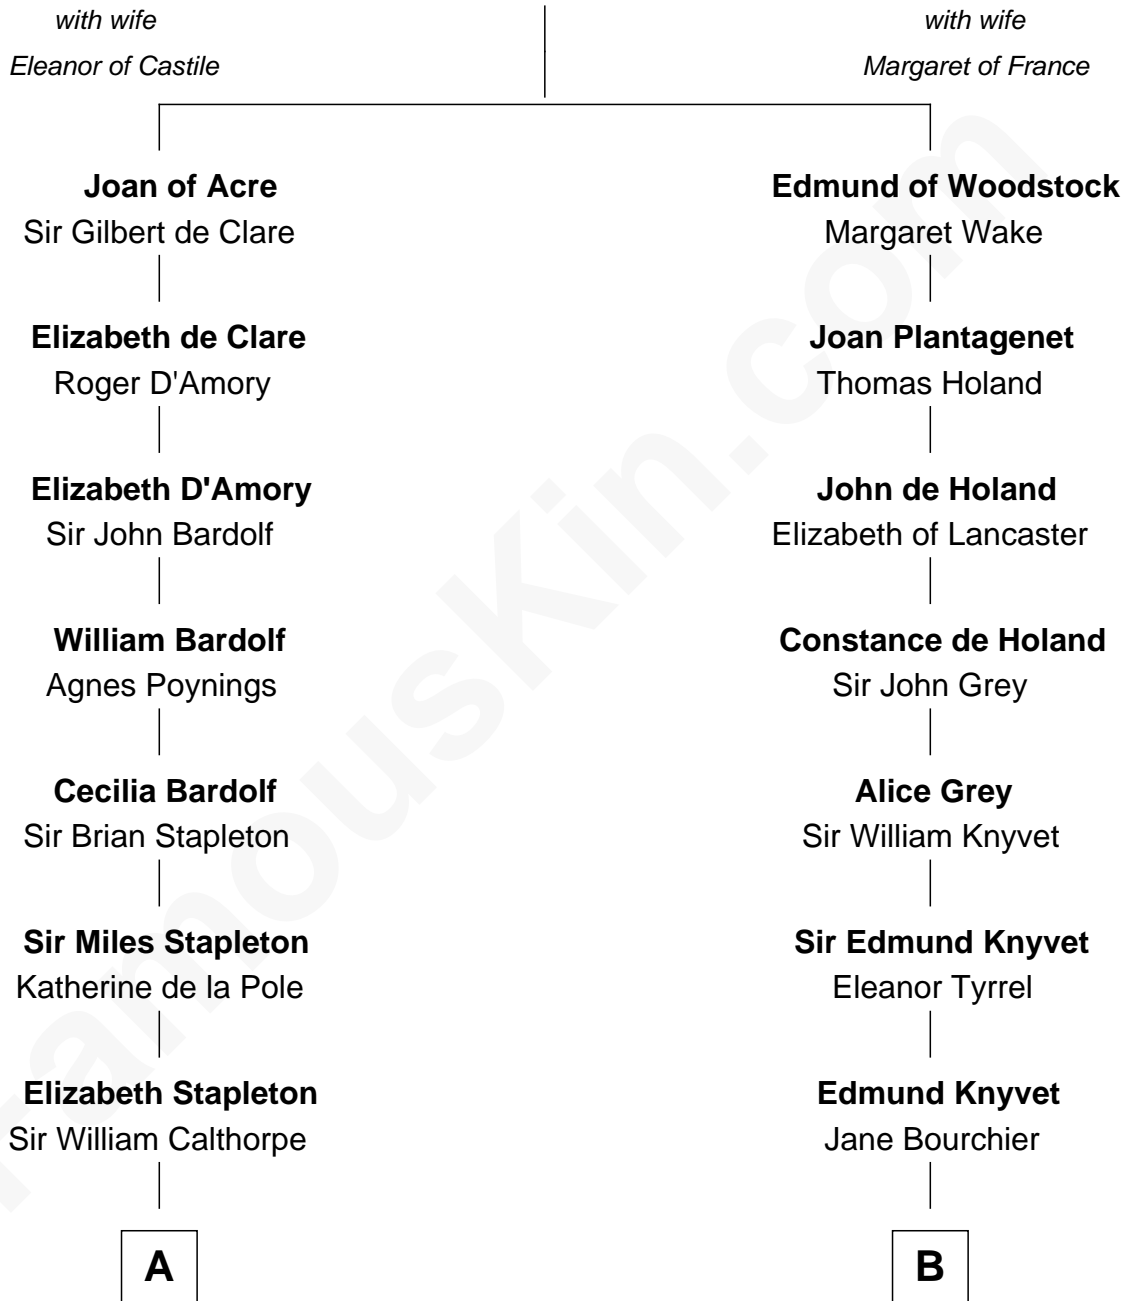 with wife
Eleanor of Castile
with wife
Margaret of France
Joan of Acre
Sir Gilbert de Clare
Edmund of Woodstock
Margaret Wake
Elizabeth de Clare
Roger D'Amory
Joan Plantagenet
Thomas Holand
Elizabeth D'Amory
Sir John Bardolf
John de Holand
Elizabeth of Lancaster
William Bardolf
Agnes Poynings
Constance de Holand
Sir John Grey
Cecilia Bardolf
Sir Brian Stapleton
Alice Grey
Sir William Knyvet
Sir Miles Stapleton
Katherine de la Pole
Sir Edmund Knyvet
Eleanor Tyrrel
Elizabeth Stapleton
Sir William Calthorpe
Edmund Knyvet
Jane Bourchier
A
B
FamousKin.com